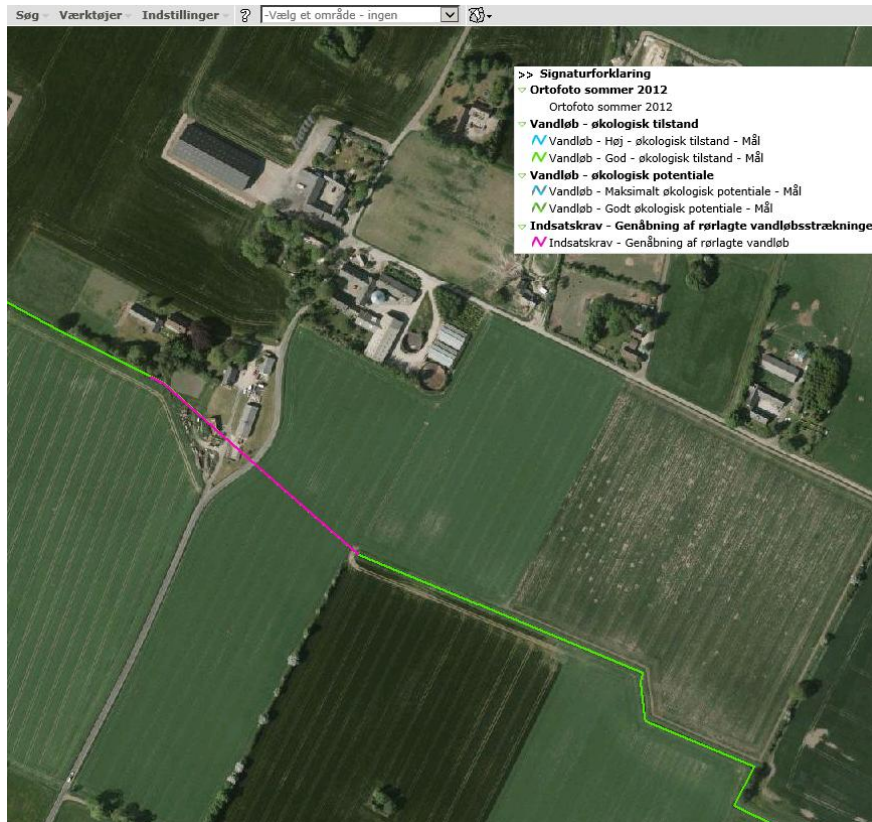 Søg Værktøjer Indstillinger ? -Vælg et område - ingen
>> Signaturforklaring
Ortofoto sommer 2012
Ortofoto sommer 2012
Vandløb - økologisk tilstand
Vandløb - Høj - økologisk tilstand - Mål
Vandløb - God - økologisk tilstand - Mål
Vandløb - økologisk potentiale
Vandløb - Maksimalt økologisk potentiale - Mål
Vandløb - Godt økologisk potentiale - Mål
Indsatskrav - Genåbning af rørlagte vandløbsstrækninge
Indsatskrav - Genåbning af rørlagte vandløb